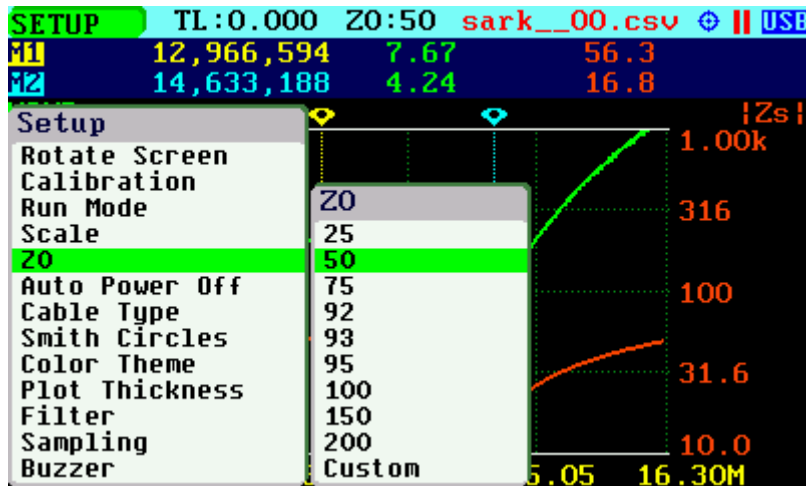 SETUP TL:0.000 Z0:50 sark__00.csv USB
M1 12,966,594 7.67 56.3
M2 14,633,188 4.24 16.8
|Zs|
Setup
Rotate Screen
Calibration
Run Mode
Scale
Z0
Auto Power Off
Cable Type
Smith Circles
Color Theme
Plot Thickness
Filter
Sampling
Buzzer
Z0
25
50
75
92
93
95
100
150
200
Custom
1.00k
316
100
31.6
10.0
5.05 16.30M